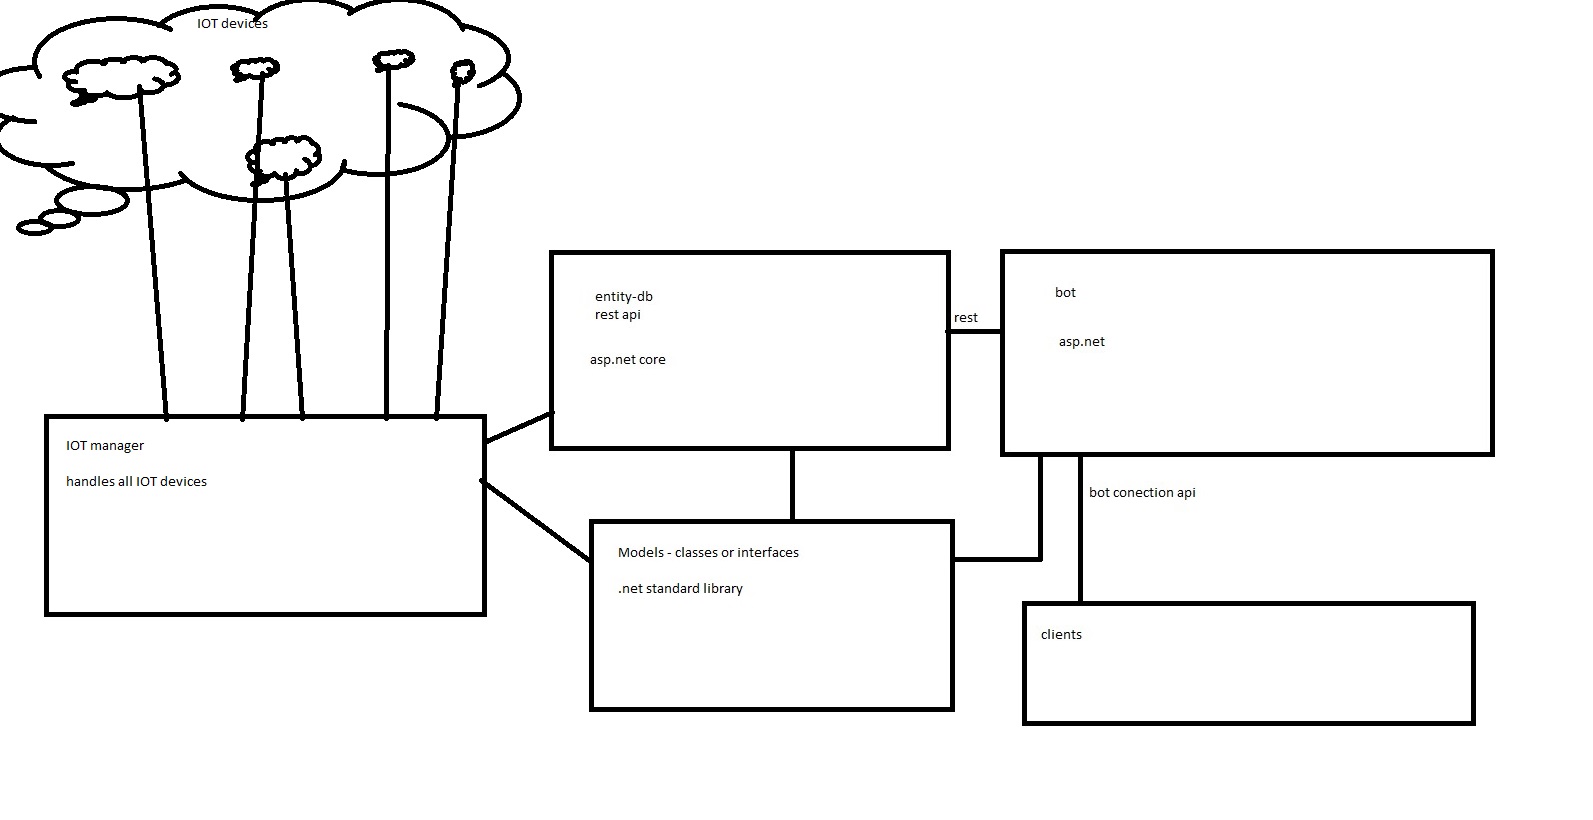 IOT devices
entity-db
rest api
asp.net core
rest
bot
asp.net
IOT manager
handles all IOT devices
bot conection api
Models - classes or interfaces
.net standard library
clients